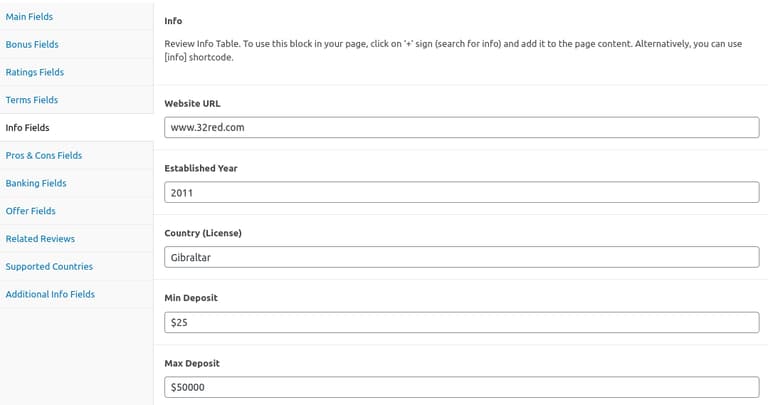 Main Fields
Bonus Fields
Ratings Fields
Terms Fields
Info Fields
Pros & Cons Fields
Banking Fields
Offer Fields
Related Reviews
Supported Countries
Additional Info Fields
Info
Review Info Table. To use this block in your page, click on '+' sign (search for info) and add it to the page content. Alternatively, you can use
[info] shortcode.
Website URL
www.32red.com
Established Year
2011
Country (License)
Gibraltar
Min Deposit
$25
Max Deposit
$50000